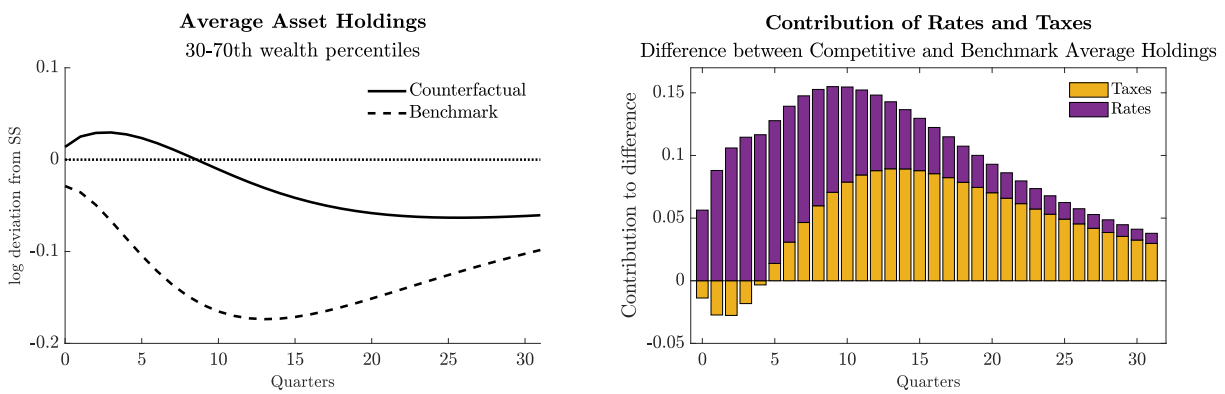 Average Asset Holdings
30-70th wealth percentiles
log deviation from SS
0.1
0
-0.1
-0.2
Counterfactual
Benchmark
0 5 10 15 20 25 30
Quarters
Contribution of Rates and Taxes
Difference between Competitive and Benchmark Average Holdings
Contribution to difference
0.15
0.1
0.05
0
-0.05
Taxes
Rates
0 5 10 15 20 25 30
Quarters